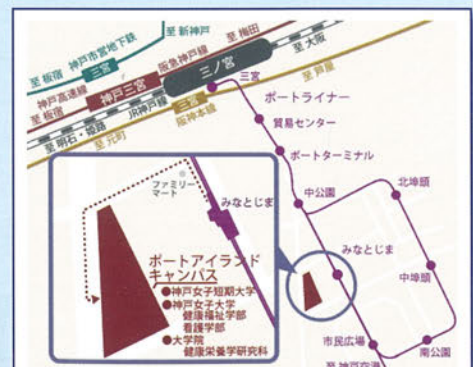 至 新神戸
至 梅田
至 大阪
神戸市営地下鉄
三宮
至 板宿
阪急神戸線
三ノ宮
神戸高速線
神戸三宮
至 板宿
JR神戸線
三宮
至 芦屋
至 明石・姫路
阪神本線
至 元町
三宮
ポートライナー
貿易センター
ポートターミナル
中公園
北埠頭
みなとじま
中埠頭
市民広場
南公園
至 神戸空港
ファミリー
マート
みなとじま
ポートアイランド
キャンパス
●神戸女子短期大学
●神戸女子大学
健康福祉学部
看護学部
●大学院
健康栄養学研究科